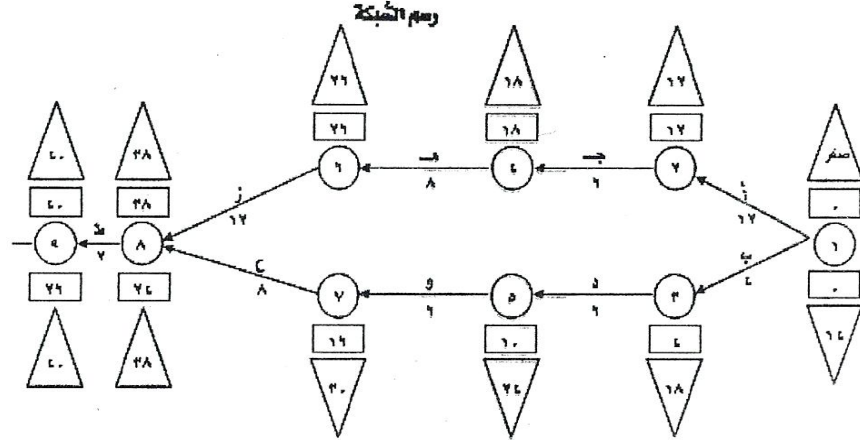 رسم الشبكة
٢٦ ١٨ ١٢
٤٠ ٣٨ ٢٦ ١٨ ١٢ صفر
٤٠ ٣٨ ٦ هـ ٤ جـ ٢ أ ٠
ز ٨ ٦ ١٢
١٢
٩ ط ٨ ١
٢ ح ب
٢٦ ٢٤ ٨ ٧ و ٥ د ٣ ٤ ٠
٦ ٦
٤٠ ٣٨ ١٦ ١٠ ٤ ١٤
٣٠ ٢٤ ١٨